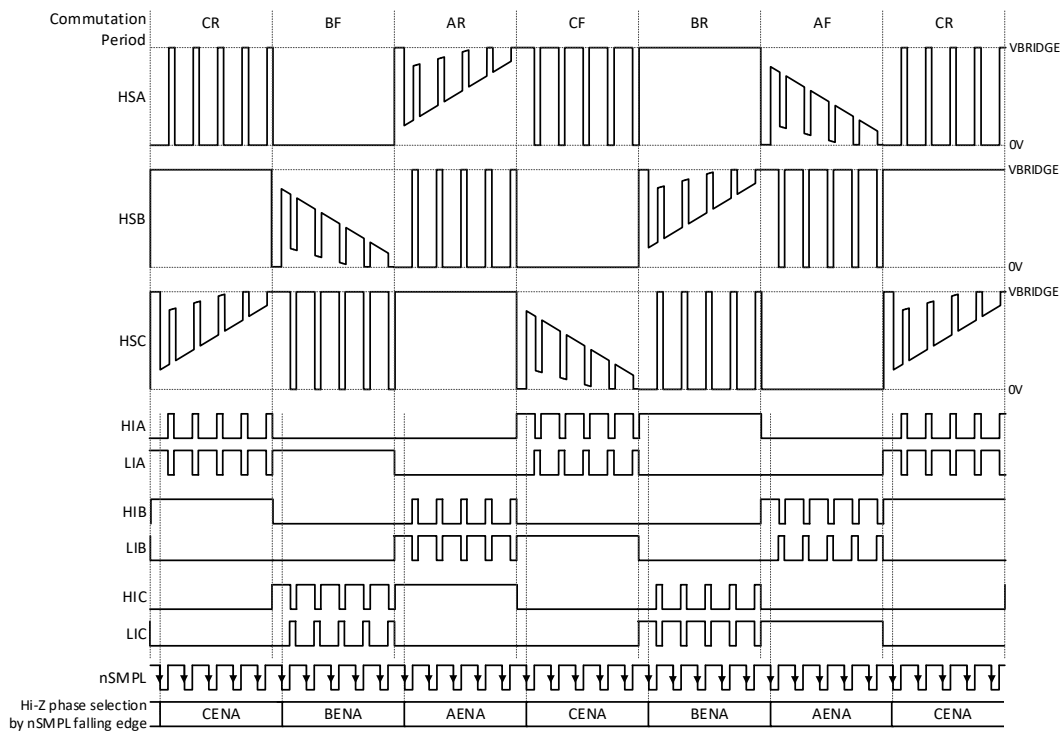 Commutation Period CR BF AR CF BR AF CR
VBRIDGE
HSA
0V
VBRIDGE
HSB
0V
VBRIDGE
HSC
0V
HIA
LIA
HIB
LIB
HIC
LIC
nSMPL
Hi-Z phase selection
by nSMPL falling edge
CENA BENA AENA CENA BENA AENA CENA